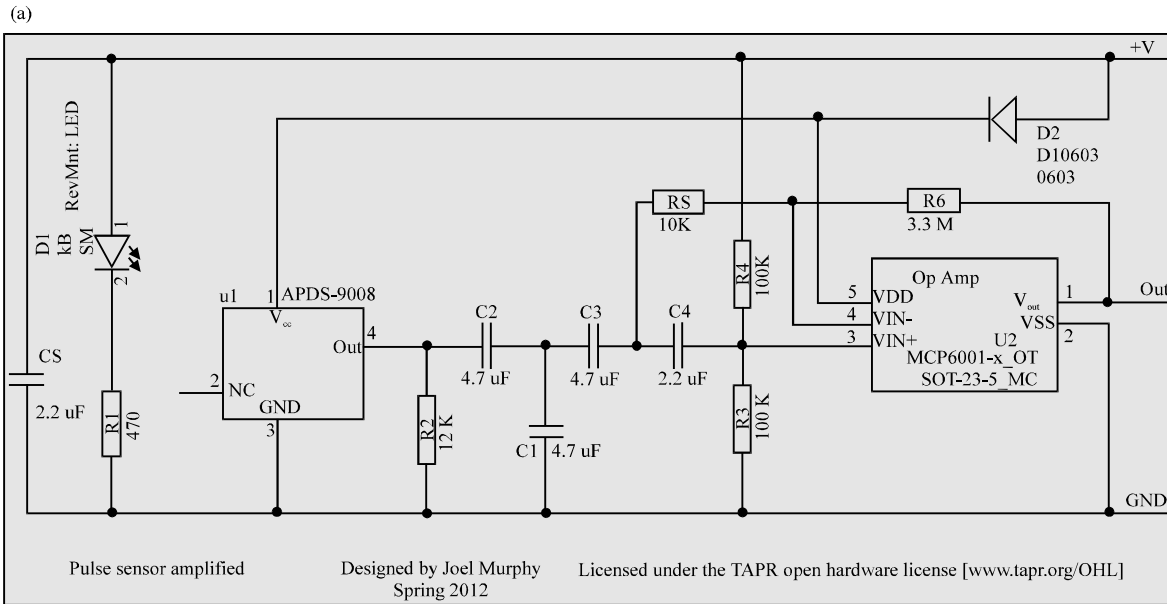 (a)
+V
RevMnt: LED
D1
kB
SM
1
2
D2
D10603
0603
RS
10K
R6
3.3 M
R4
100K
Op Amp
5 VDD
4 VIN-
3 VIN+
Vout 1
VSS 2
U2
MCP6001-x_OT
SOT-23-5_MC
Out
u1
APDS-9008
1
Vcc
4
Out
2
NC
GND
3
C2
4.7 uF
C3
4.7 uF
C4
2.2 uF
CS
2.2 uF
R1
470
R2
12 K
C1 4.7 uF
R3
100 K
GND
Pulse sensor amplified
Designed by Joel Murphy
Spring 2012
Licensed under the TAPR open hardware license [www.tapr.org/OHL]